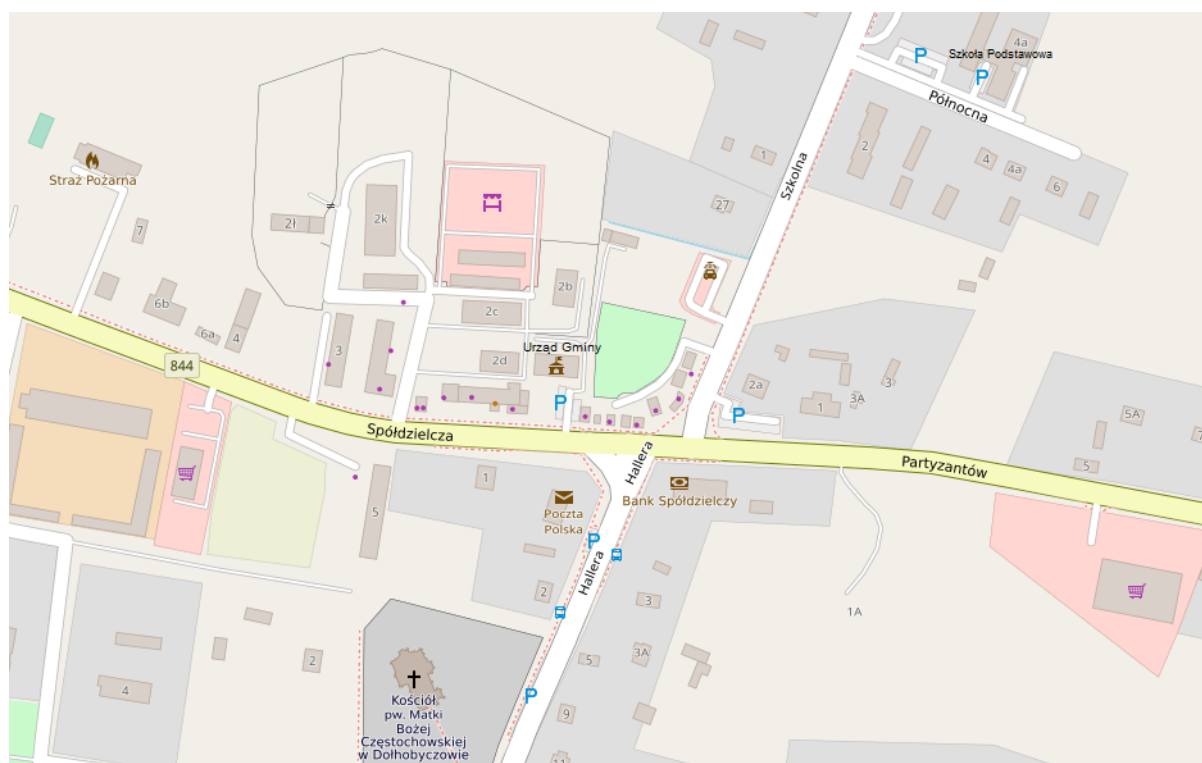 4a
Szkoła Podstawowa
Północna
1
2
4
4a
6
Straż Pożarna
2k
Szkolna
27
2ł
7
2b
6b
2c
6a
4
3
Urząd Gminy
844
2d
2a
3
3A
1
5A
7
5
Spółdzielcza
Hallera
Partyzantów
1
Bank Spółdzielczy
Poczta
Polska
5
Hallera
2
3
1A
2
4
5
3A
Kościół
pw. Matki
Bożej
Częstochowskiej
w Dołhobyczowie
9
11